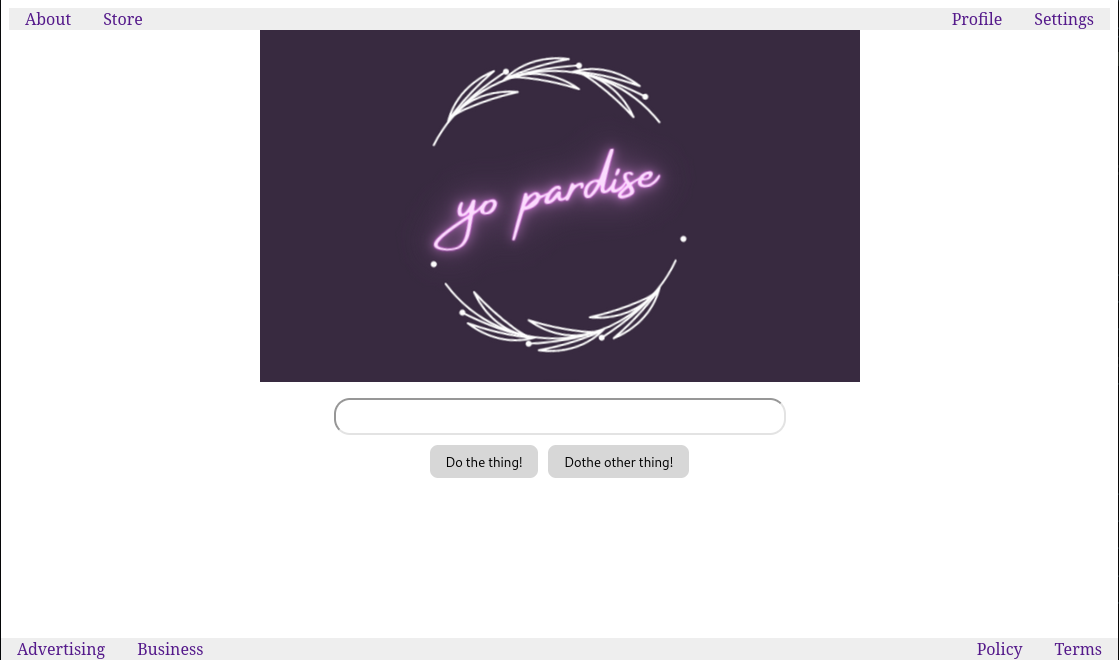 About Store Profile Settings
yo pardise
Do the thing! Dothe other thing!
Advertising Business Policy Terms